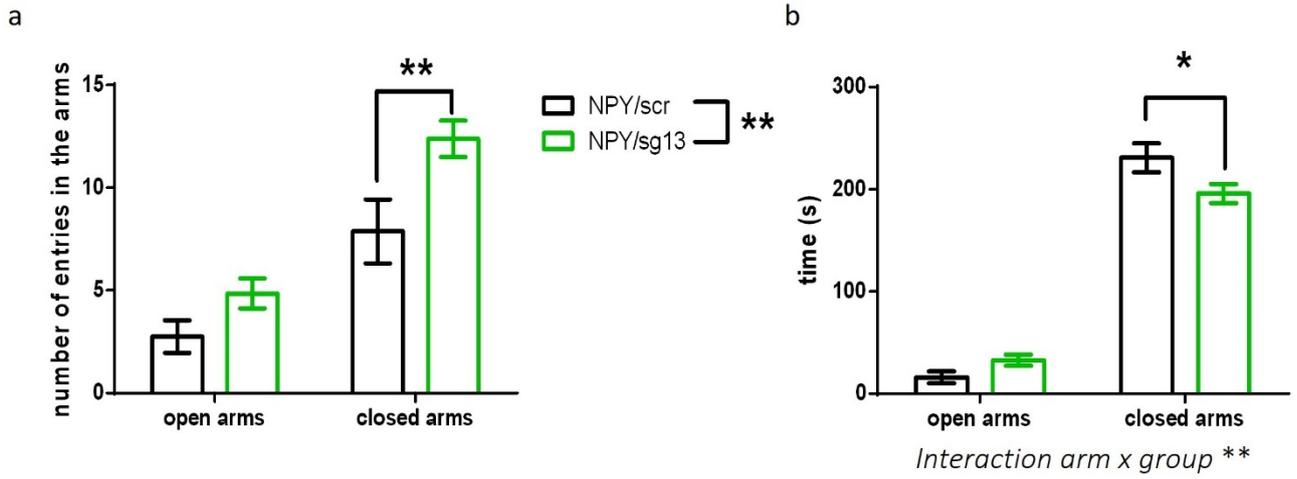 a
b
number of entries in the arms
15
10
5
0
**
open arms
closed arms
NPY/scr
NPY/sg13
**
time (s)
300
200
100
0
*
open arms
closed arms
Interaction arm x group **